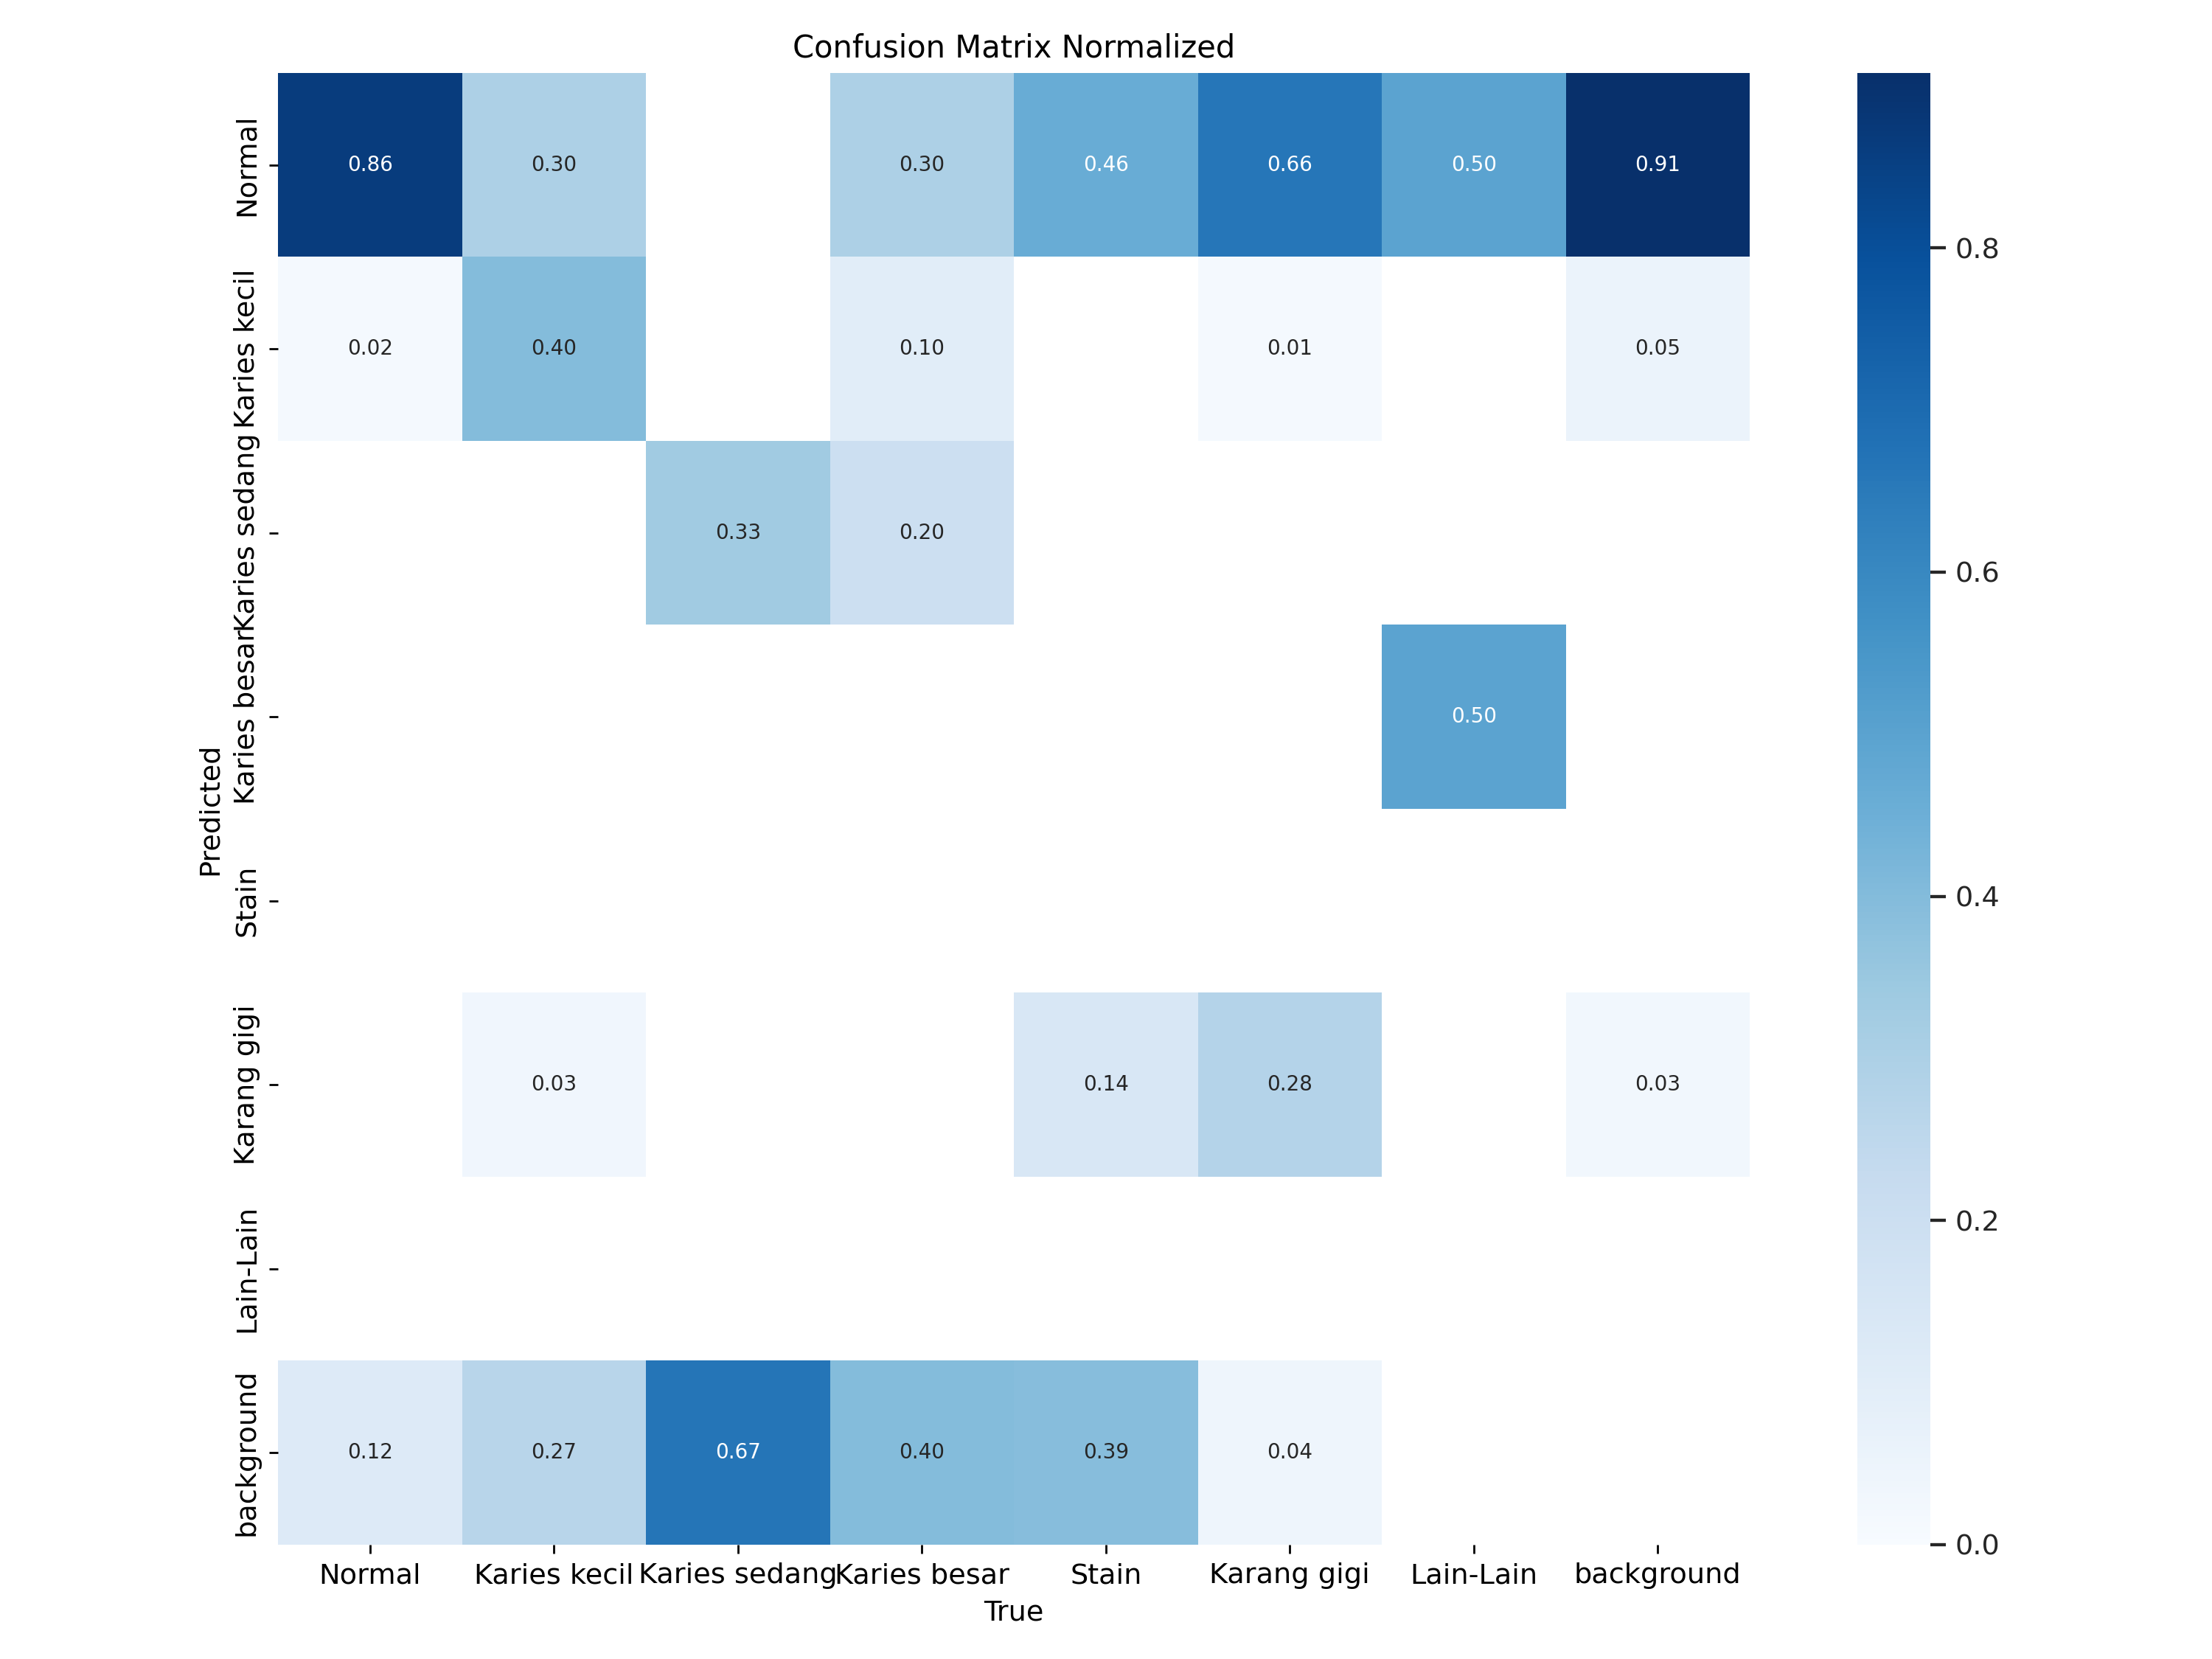 Confusion Matrix Normalized
Normal
0.86 0.30 0.30 0.46 0.66 0.50 0.91
Karies kecil
0.02 0.40 0.10 0.01 0.05
Karies sedang
0.33 0.20
Karies besar
0.50
Stain
Karang gigi
0.03 0.14 0.28 0.03
Lain-Lain
background
0.12 0.27 0.67 0.40 0.39 0.04
Predicted
Normal Karies kecil Karies sedang Karies besar Stain Karang gigi Lain-Lain background
True
0.8
0.6
0.4
0.2
0.0